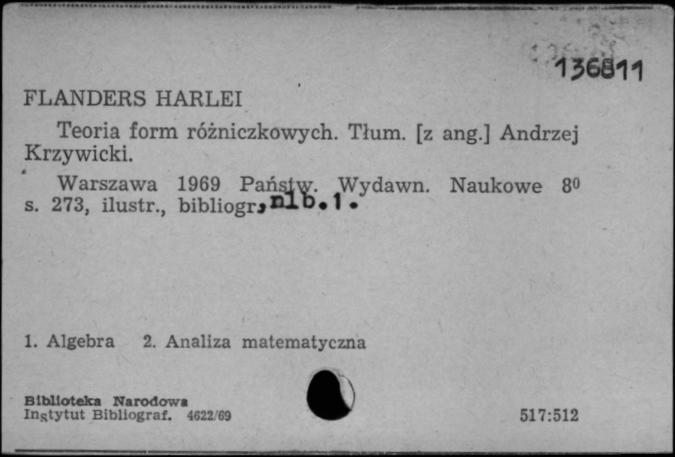 136811
FLANDERS HARLEI
Teoria form różniczkowych. Tłum. [z ang.] Andrzej
Krzywicki.
Warszawa 1969 Państw. Wydawn. Naukowe 8⁰
s. 273, ilustr., bibliogr., nlb. 1.
1. Algebra 2. Analiza matematyczna
Biblioteka Narodowa
Instytut Bibliograf. 4622/69
517:512